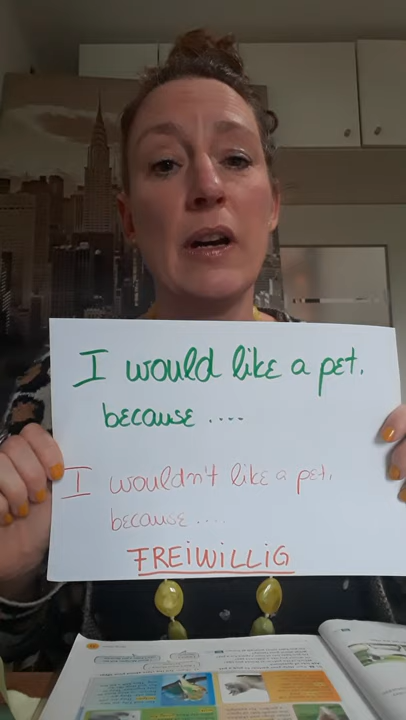 I would like a pet,
because ....
I wouldn't like a pet,
because ....
FREIWILLIG